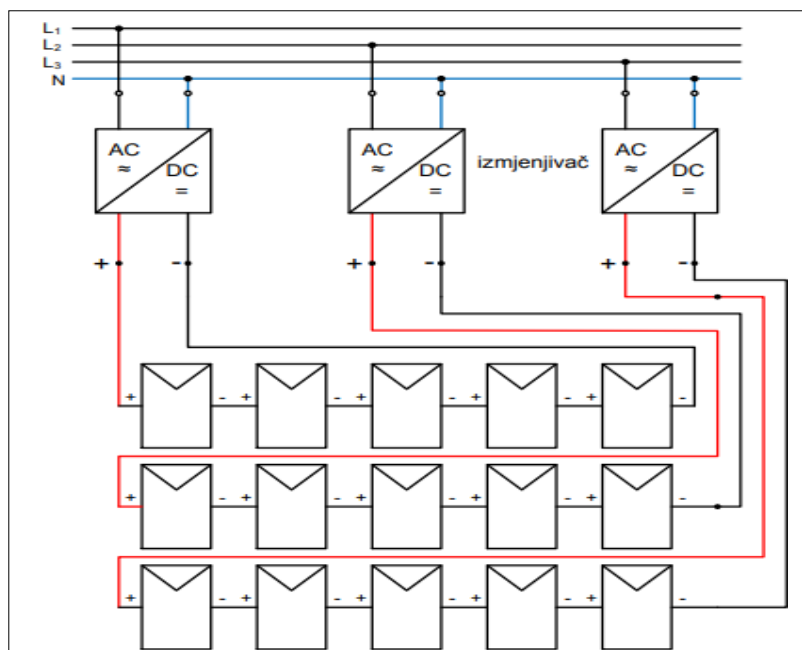 L₁
L₂
L₃
N
AC ≈ DC =
AC ≈ DC =
izmjenjivač
AC ≈ DC =
+ -
+ -
+ -
+ - + - + - + - + -
+ - + - + - + - + -
+ - + - + - + - + -